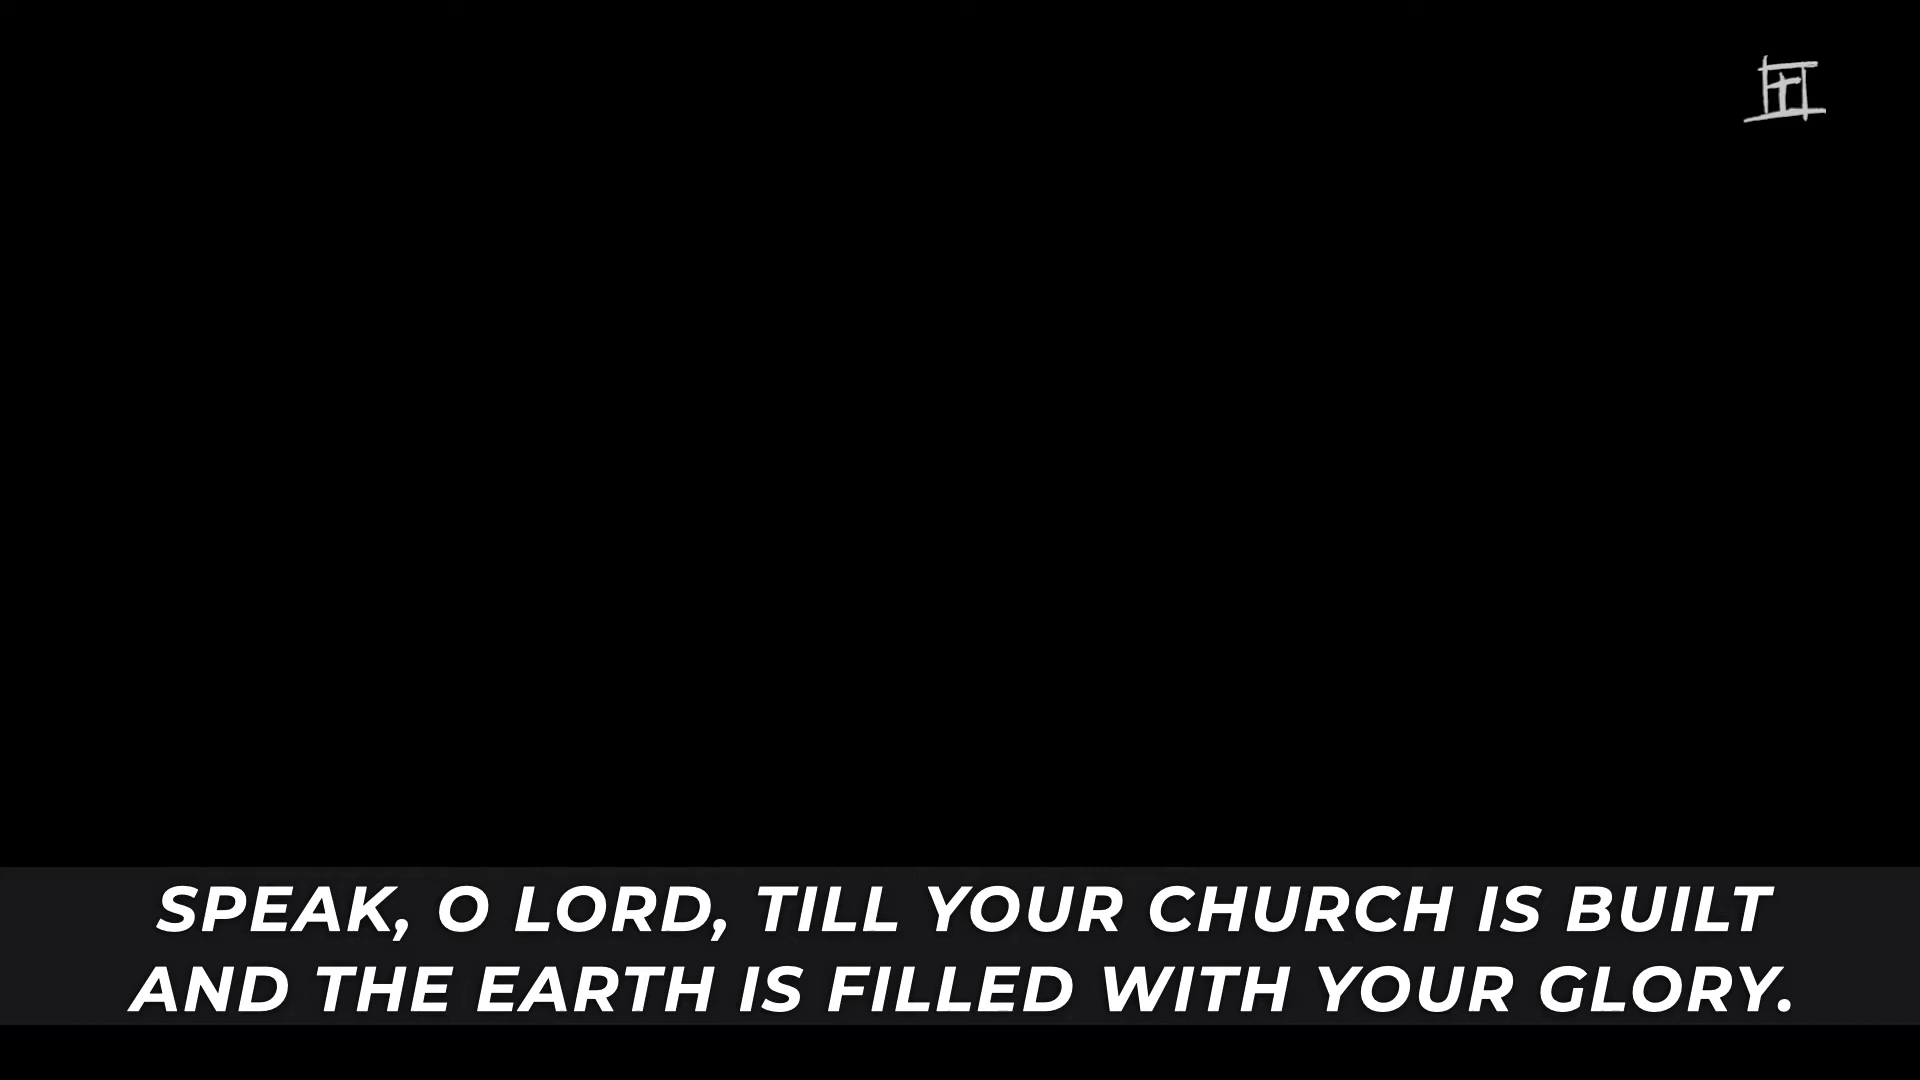 SPEAK, O LORD, TILL YOUR CHURCH IS BUILT
AND THE EARTH IS FILLED WITH YOUR GLORY.